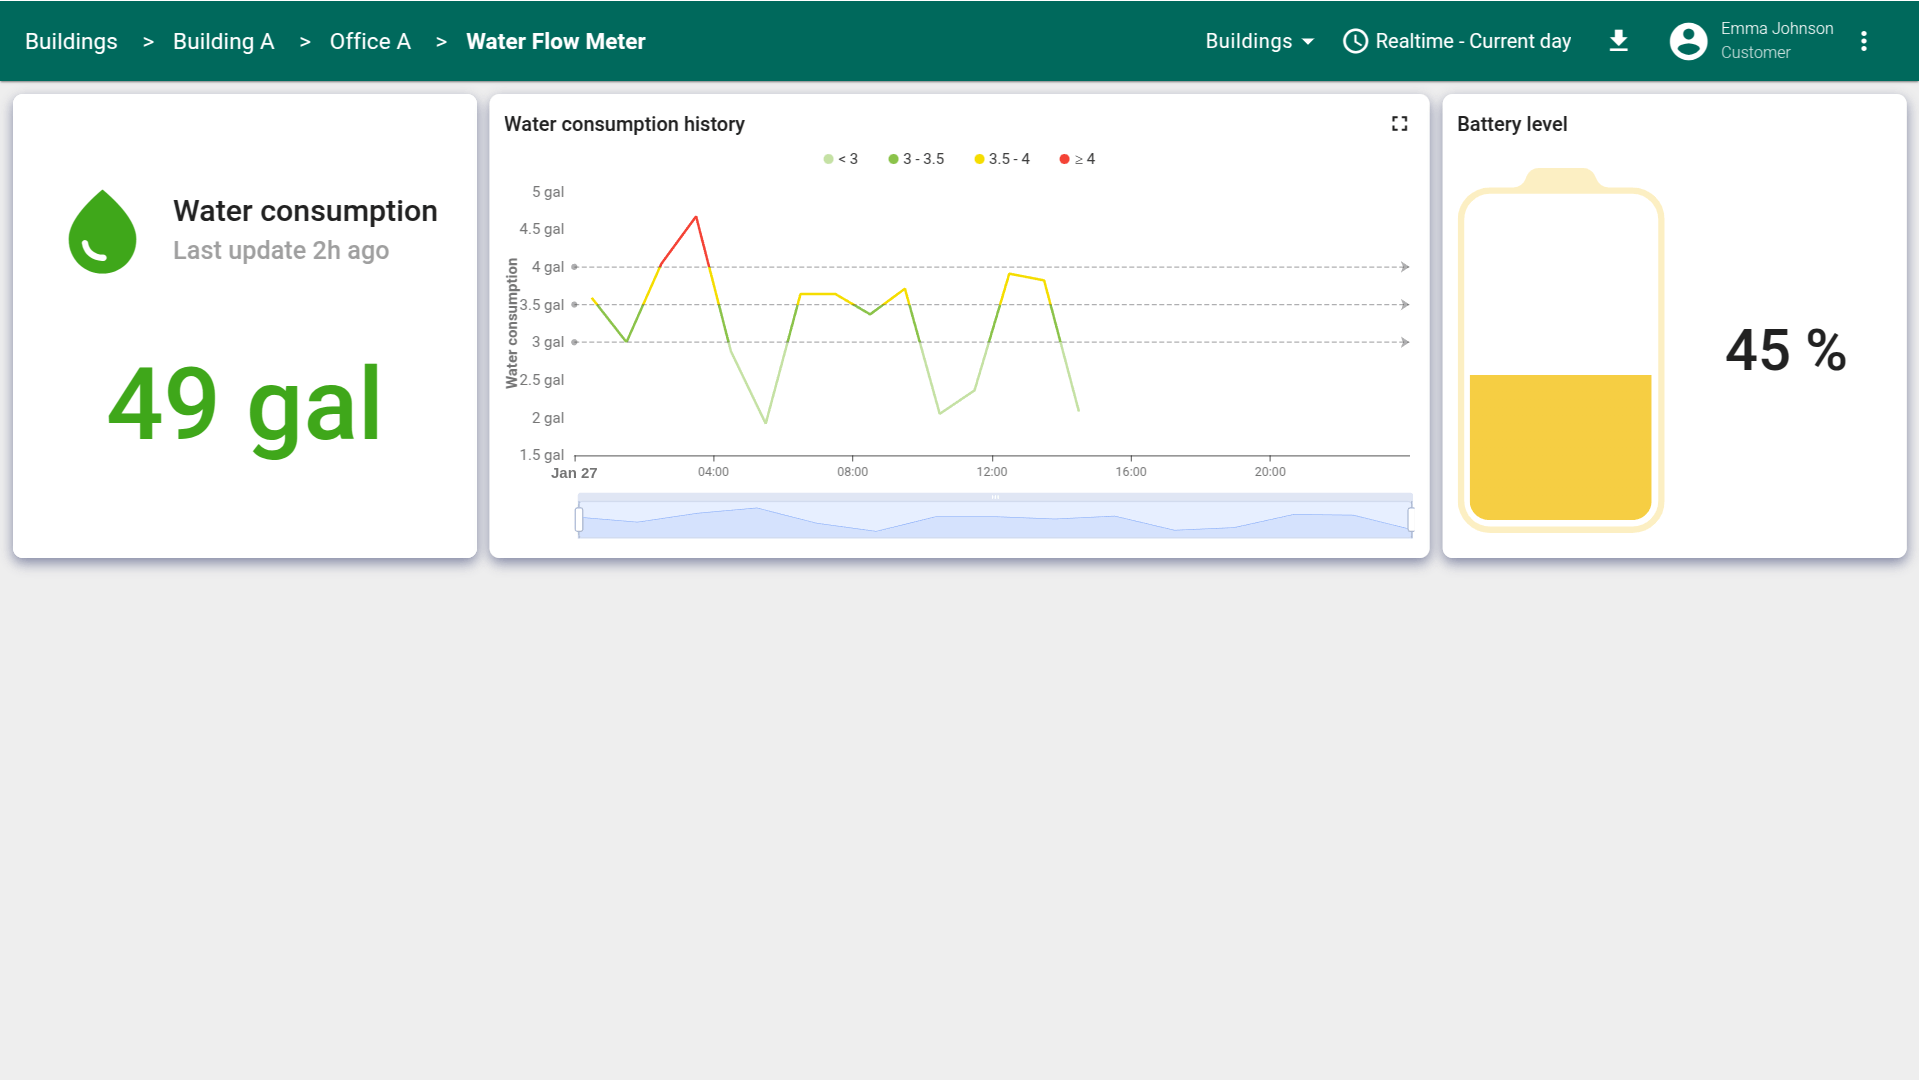 Buildings > Building A > Office A > Water Flow Meter
Buildings
Realtime - Current day
Emma Johnson
Customer
Water consumption
Last update 2h ago
49 gal
Water consumption history
< 3
3 - 3.5
3.5 - 4
≥ 4
Water consumption
5 gal
4.5 gal
4 gal
3.5 gal
3 gal
2.5 gal
2 gal
1.5 gal
Jan 27
04:00
08:00
12:00
16:00
20:00
Battery level
45 %